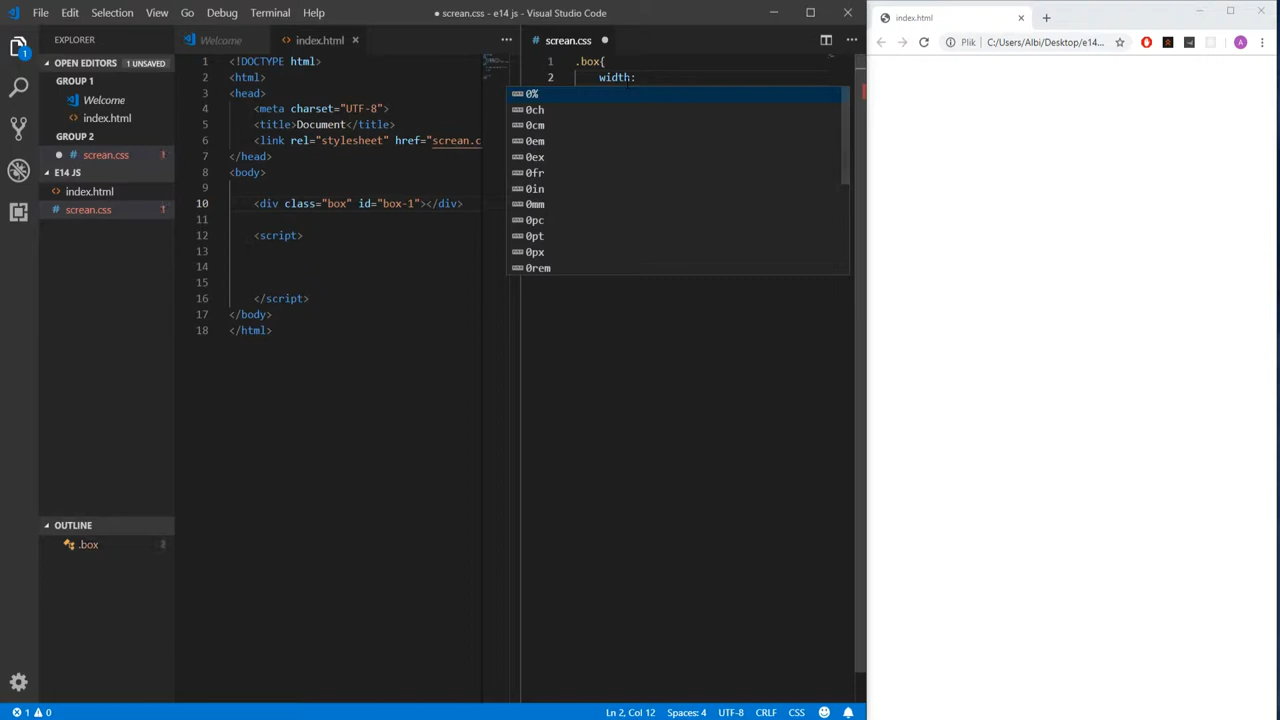 File Edit Selection View Go Debug Terminal Help
● screan.css - e14 js - Visual Studio Code
EXPLORER
OPEN EDITORS 1 UNSAVED
GROUP 1
Welcome
index.html
GROUP 2
screan.css 1
E14 JS
index.html
screan.css 1
OUTLINE
.box 2
1
Welcome
index.html
1 <!DOCTYPE html>
2 <html>
3 <head>
4 <meta charset="UTF-8">
5 <title>Document</title>
6 <link rel="stylesheet" href="screan.c
7 </head>
8 <body>
9
10 <div class="box" id="box-1"></div>
11
12 <script>
13
14
15
16 </script>
17 </body>
18 </html>
# screan.css
1 .box{
2 width:
0%
0ch
0cm
0em
0ex
0fr
0in
0mm
0pc
0pt
0px
0rem
index.html
Plik C:/Users/Albi/Desktop/e14...
A
1 0
Ln 2, Col 12 Spaces: 4 UTF-8 CRLF CSS